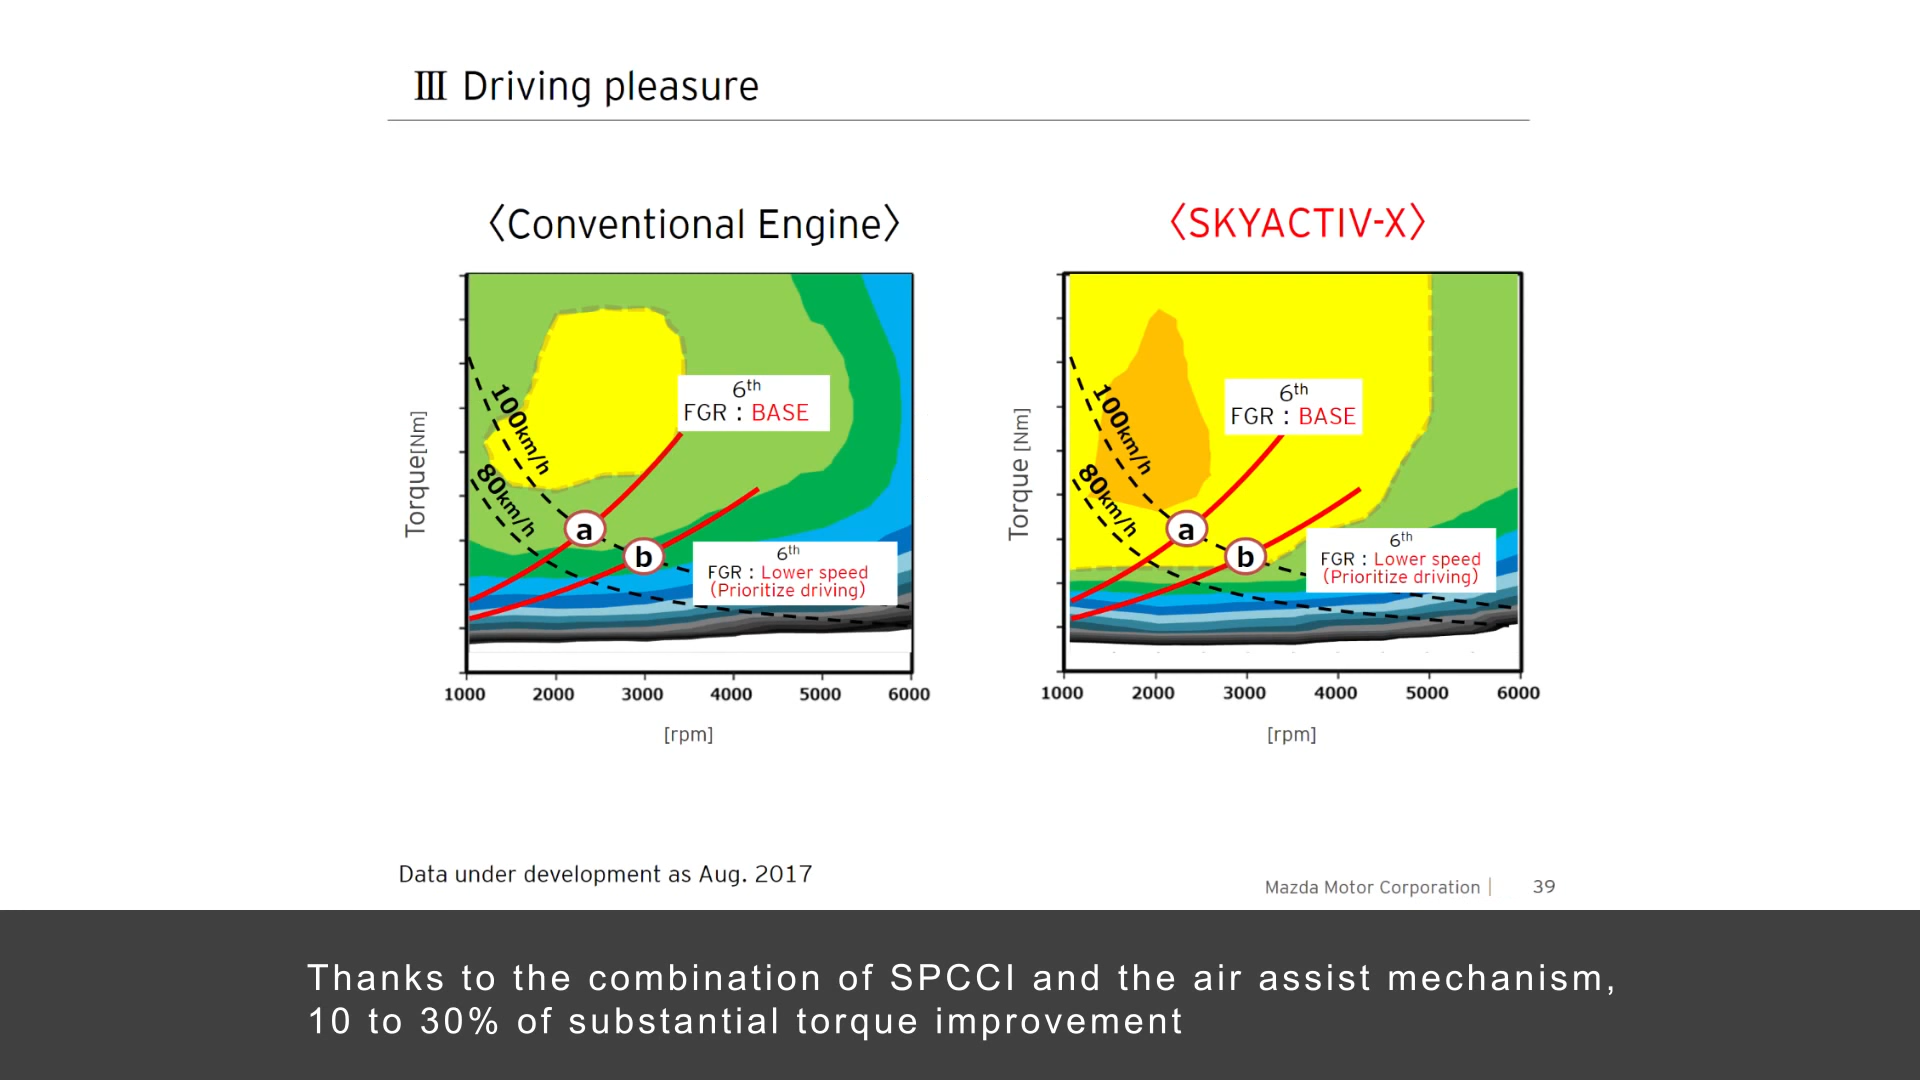 Ⅲ Driving pleasure
〈Conventional Engine〉
Torque[Nm]
100km/h
80km/h
6th
FGR : BASE
a
b
6th
FGR : Lower speed
(Prioritize driving)
1000 2000 3000 4000 5000 6000
[rpm]
〈SKYACTIV-X〉
Torque [Nm]
100km/h
80km/h
6th
FGR : BASE
a
b
6th
FGR : Lower speed
(Prioritize driving)
1000 2000 3000 4000 5000 6000
[rpm]
Data under development as Aug. 2017
Mazda Motor Corporation | 39
Thanks to the combination of SPCCI and the air assist mechanism,
10 to 30% of substantial torque improvement